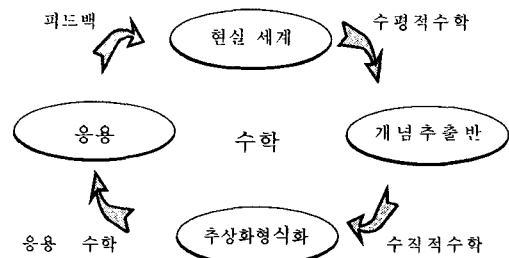 피드백
현실 세계
수평적수학
응용
수학
개념추출반
응용 수학
추상화형식화
수직적수학